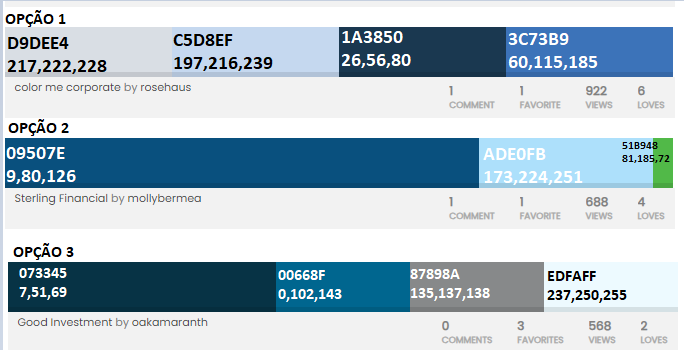 OPÇÃO 1
D9DEE4 C5D8EF 1A3850 3C73B9
217,222,228 197,216,239 26,56,80 60,115,185
color me corporate by rosehaus
1 1 922 6
COMMENT FAVORITE VIEWS LOVES
OPÇÃO 2
09507E ADE0FB 51B948
9,80,126 173,224,251 81,185,72
Sterling Financial by mollybermea
1 1 688 4
COMMENT FAVORITE VIEWS LOVES
OPÇÃO 3
073345 00668F 87898A EDFAFF
7,51,69 0,102,143 135,137,138 237,250,255
Good Investment by oakamaranth
0 3 568 2
COMMENTS FAVORITES VIEWS LOVES